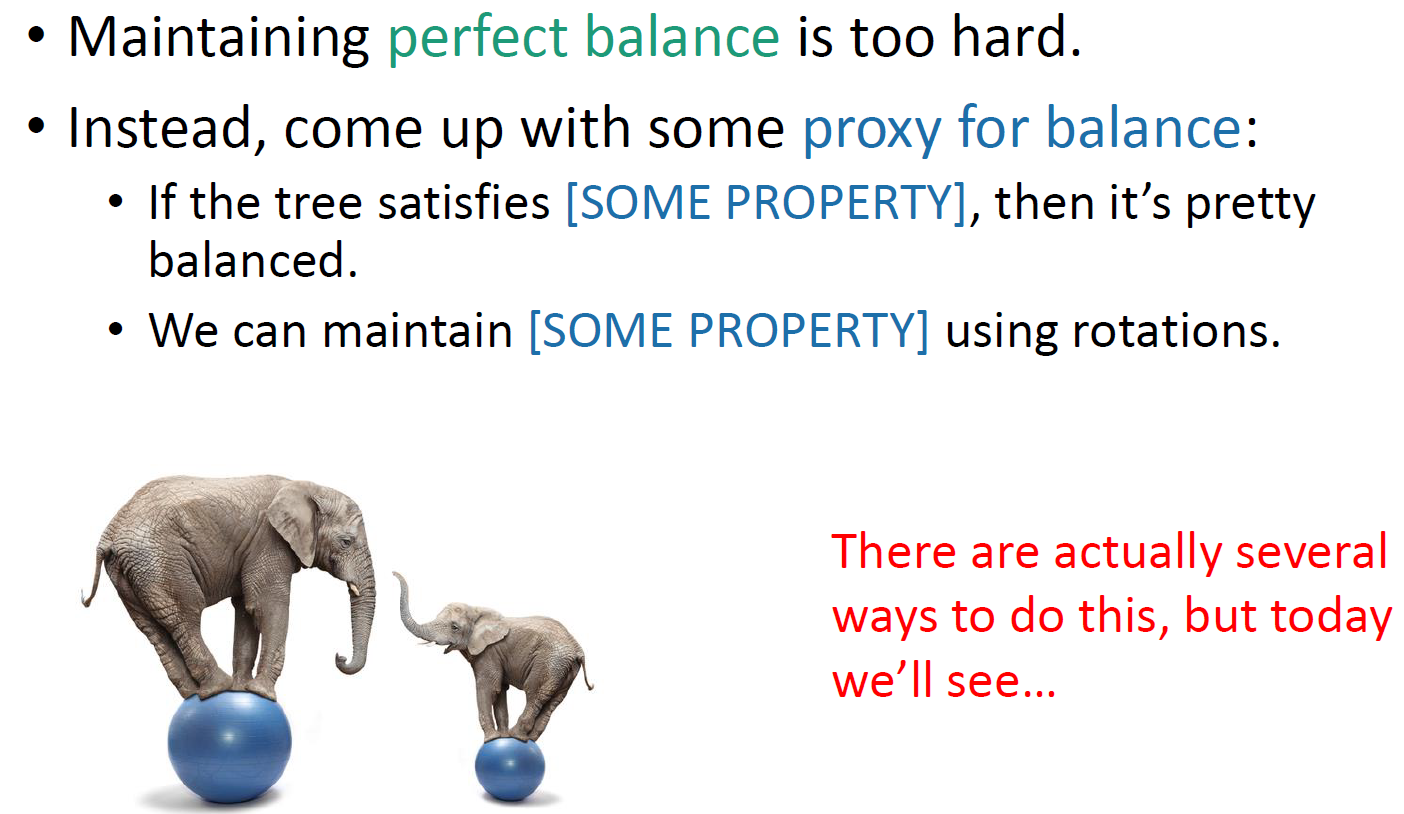 • Maintaining perfect balance is too hard.
• Instead, come up with some proxy for balance:
• If the tree satisfies [SOME PROPERTY], then it’s pretty
balanced.
• We can maintain [SOME PROPERTY] using rotations.
There are actually several
ways to do this, but today
we’ll see…